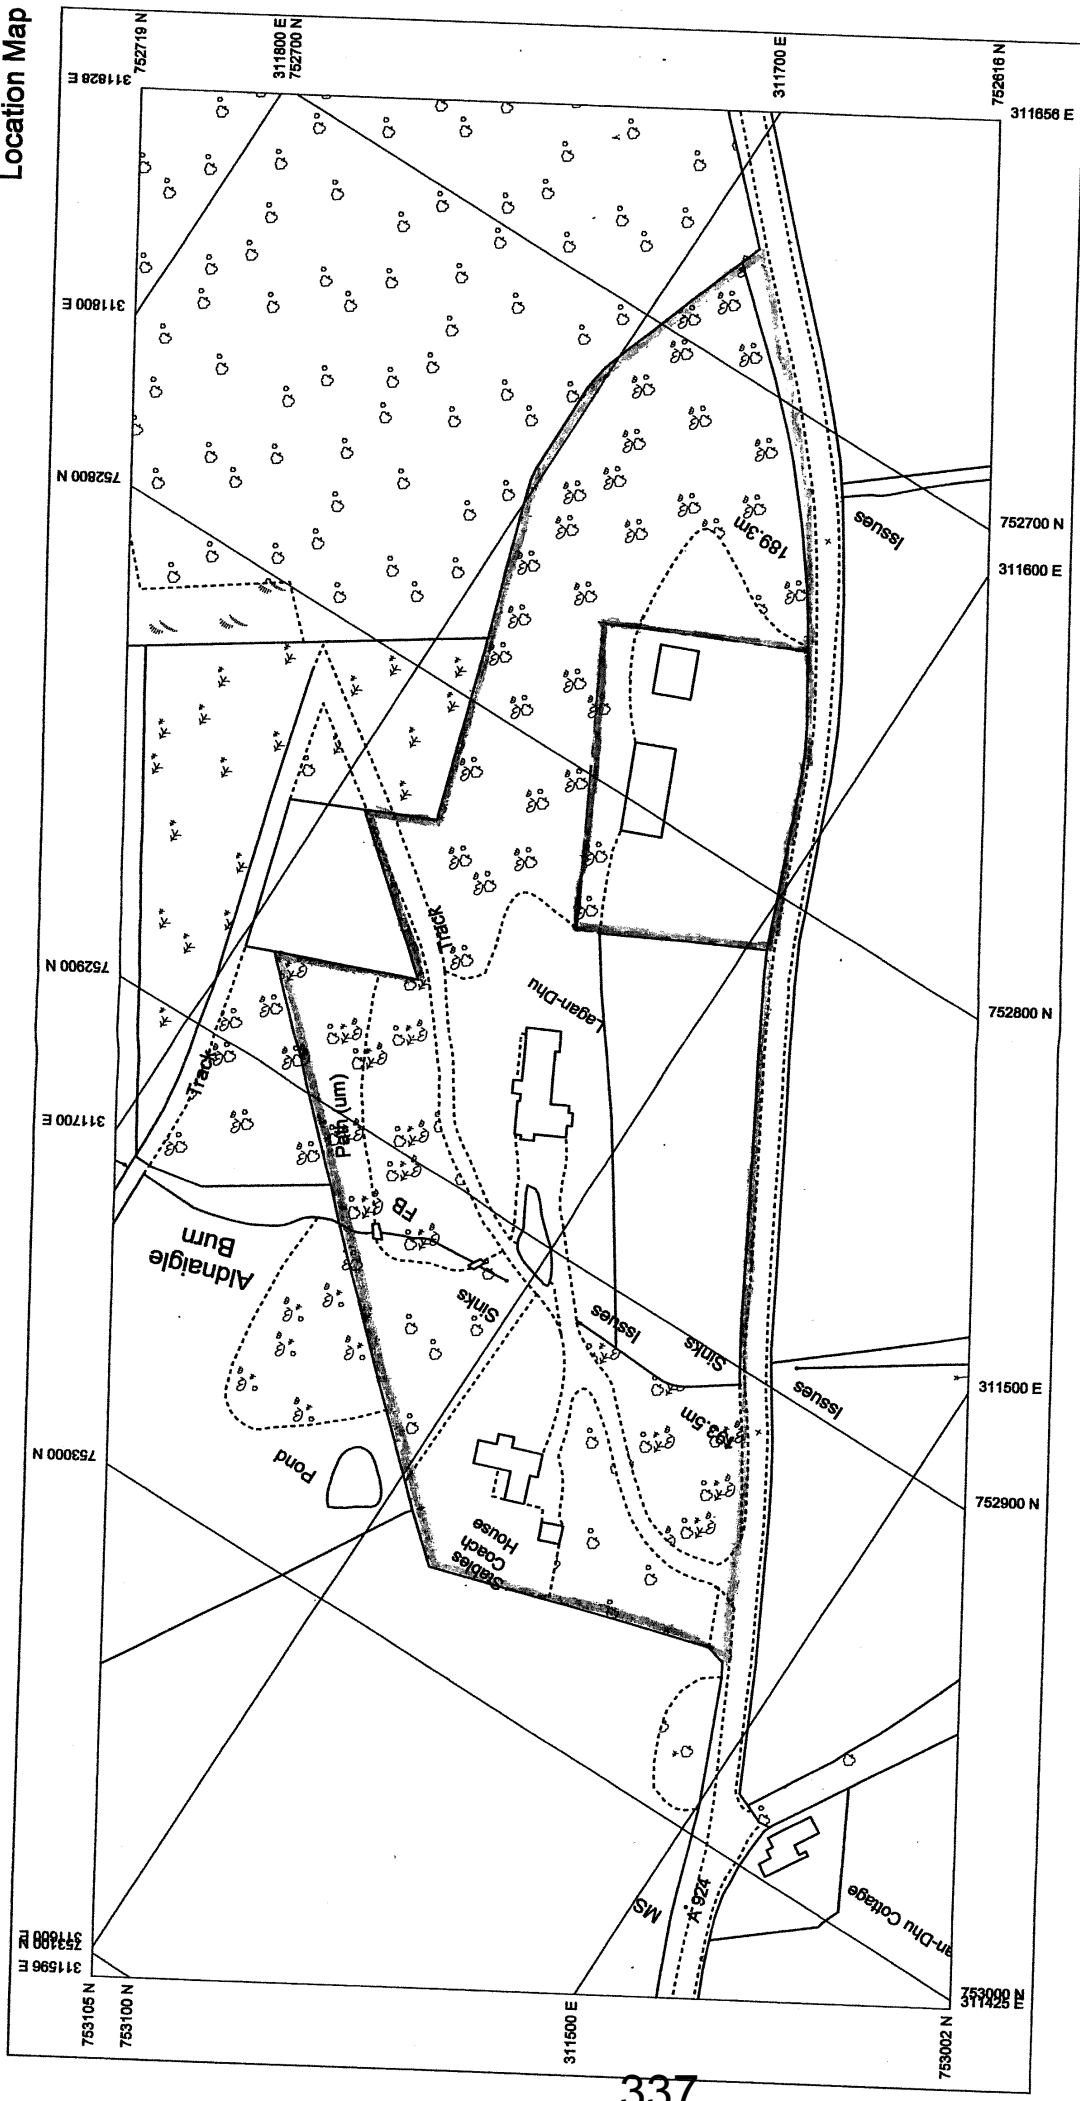 Location Map
311828 E
752719 N
311800 E
752700 N
311700 E
752616 N
311656 E
311800 E
752800 N
752700 N
311600 E
Issues
189.3m
Track
752900 N
752800 N
Lagan-Dhu
Track
311700 E
Path (um)
FB
Aldnaigle
Burn
Sinks
Issues
Sinks
Issues
311500 E
193.5m
753000 N
752900 N
Pond
Stables
Coach
House
MS
A 924
an-Dhu Cottage
311600 E
753100 N
311596 E
753105 N
753100 N
311500 E
753002 N
753000 N
311425 E
337